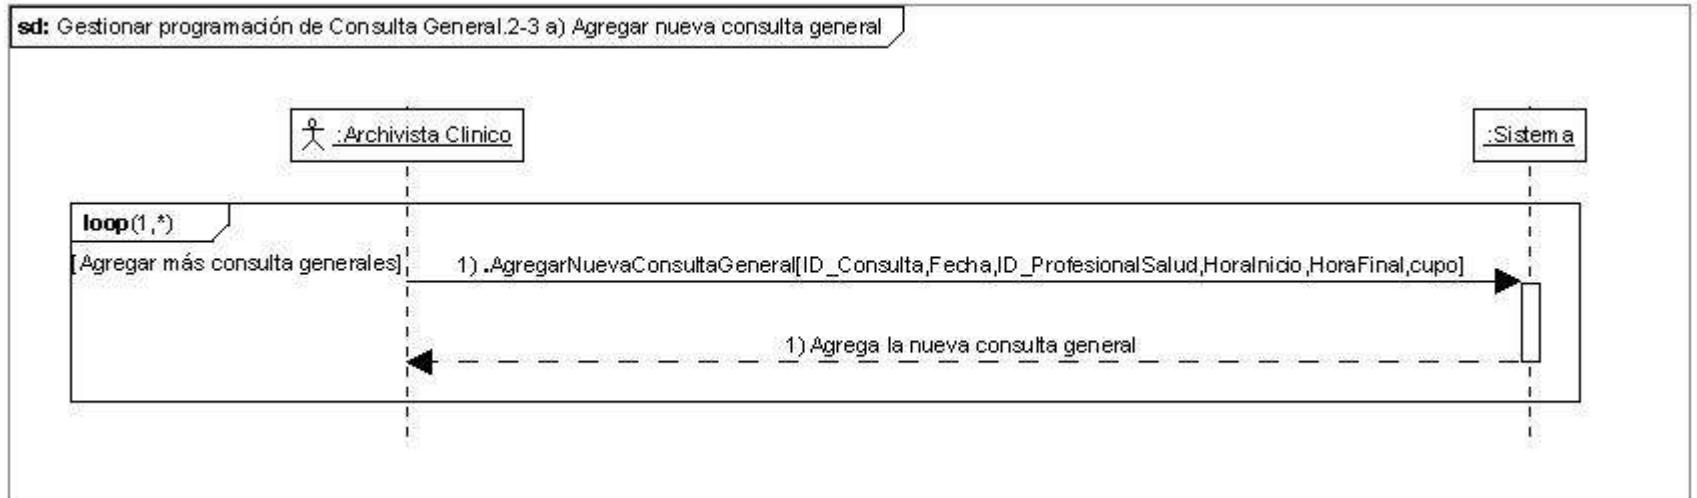 sd: Gestionar programación de Consulta General.2-3 a) Agregar nueva consulta general
:Archivista Clinico
:Sistema
loop(1,*)
[Agregar más consulta generales]
1) .AgregarNuevaConsultaGeneral[ID_Consulta,Fecha,ID_ProfesionalSalud,HoraInicio,HoraFinal,cupo]
1) Agrega la nueva consulta general